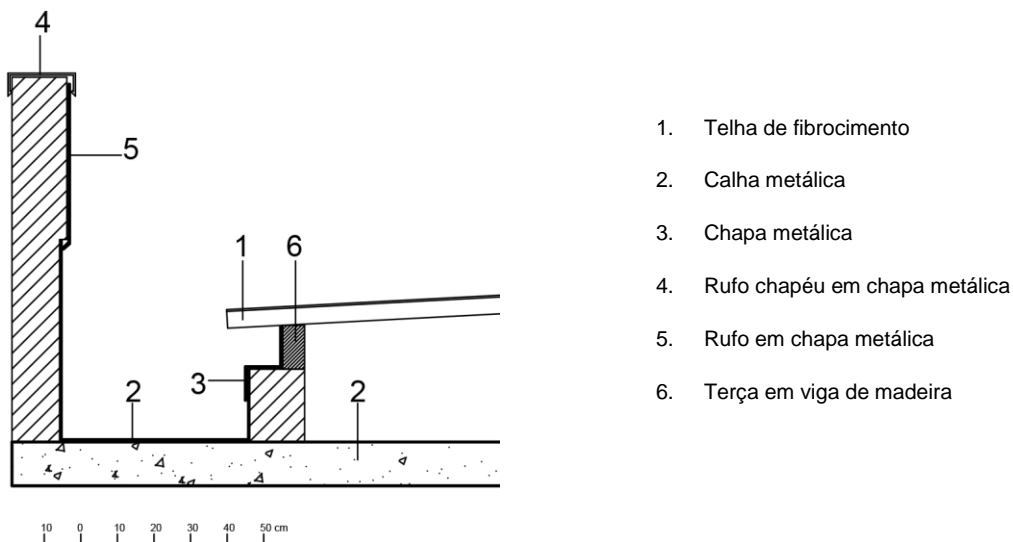 4
5
1 6
3
2 2
10 0 10 20 30 40 50 cm
1. Telha de fibrocimento
2. Calha metálica
3. Chapa metálica
4. Rufo chapéu em chapa metálica
5. Rufo em chapa metálica
6. Terça em viga de madeira